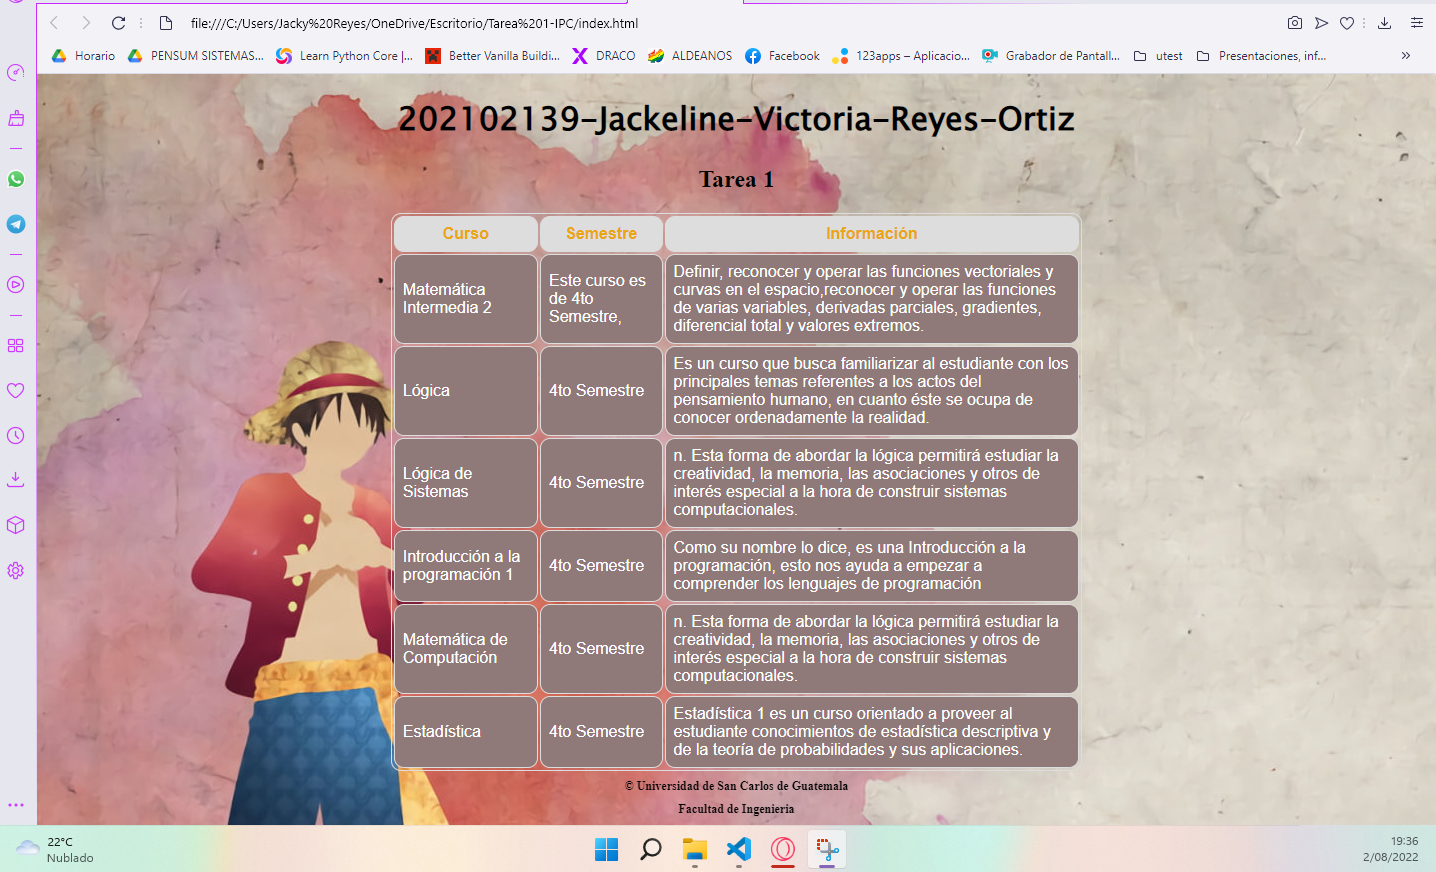 file:///C:/Users/Jacky%20Reyes/OneDrive/Escritorio/Tarea%201-IPC/index.html
Horario PENSUM SISTEMAS... Learn Python Core |... Better Vanilla Buildi... DRACO ALDEANOS Facebook 123apps – Aplicacio... Grabador de Pantall... utest Presentaciones, inf... »
202102139-Jackeline-Victoria-Reyes-Ortiz
Tarea 1
Curso Semestre Información
Matemática
Intermedia 2
Este curso es
de 4to
Semestre,
Definir, reconocer y operar las funciones vectoriales y
curvas en el espacio,reconocer y operar las funciones
de varias variables, derivadas parciales, gradientes,
diferencial total y valores extremos.
Lógica
4to Semestre
Es un curso que busca familiarizar al estudiante con los
principales temas referentes a los actos del
pensamiento humano, en cuanto éste se ocupa de
conocer ordenadamente la realidad.
Lógica de
Sistemas
4to Semestre
n. Esta forma de abordar la lógica permitirá estudiar la
creatividad, la memoria, las asociaciones y otros de
interés especial a la hora de construir sistemas
computacionales.
Introducción a la
programación 1
4to Semestre
Como su nombre lo dice, es una Introducción a la
programación, esto nos ayuda a empezar a
comprender los lenguajes de programación
Matemática de
Computación
4to Semestre
n. Esta forma de abordar la lógica permitirá estudiar la
creatividad, la memoria, las asociaciones y otros de
interés especial a la hora de construir sistemas
computacionales.
Estadística
4to Semestre
Estadística 1 es un curso orientado a proveer al
estudiante conocimientos de estadística descriptiva y
de la teoría de probabilidades y sus aplicaciones.
© Universidad de San Carlos de Guatemala
Facultad de Ingenieria
22°C
Nublado
19:36
2/08/2022